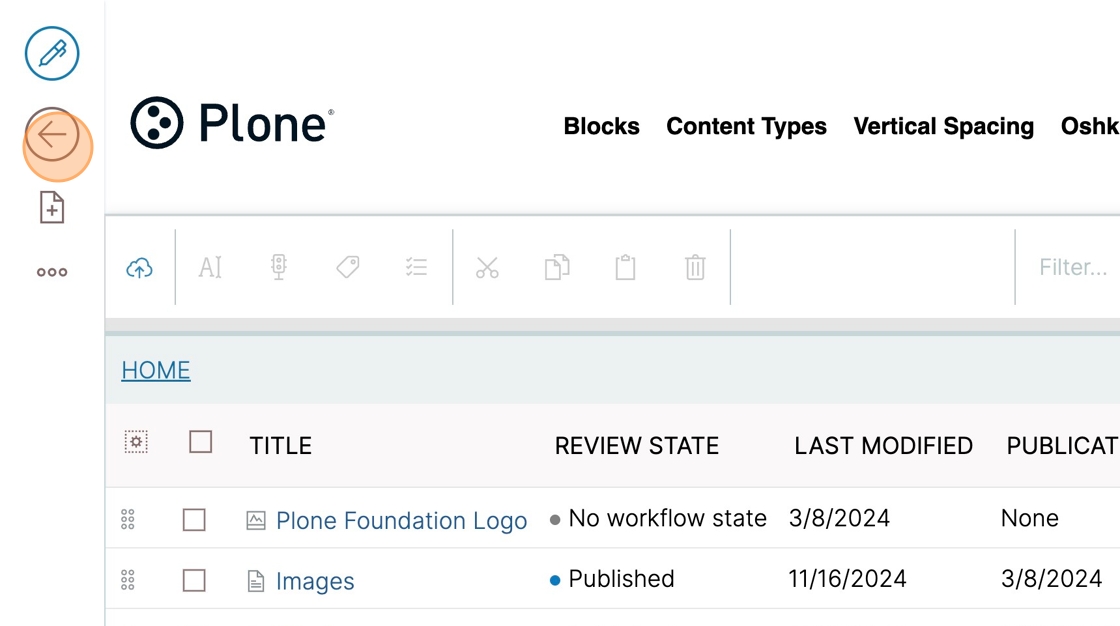 Plone®
Blocks Content Types Vertical Spacing Oshk
Filter...
HOME
TITLE REVIEW STATE LAST MODIFIED PUBLICAT
Plone Foundation Logo No workflow state 3/8/2024 None
Images Published 11/16/2024 3/8/2024